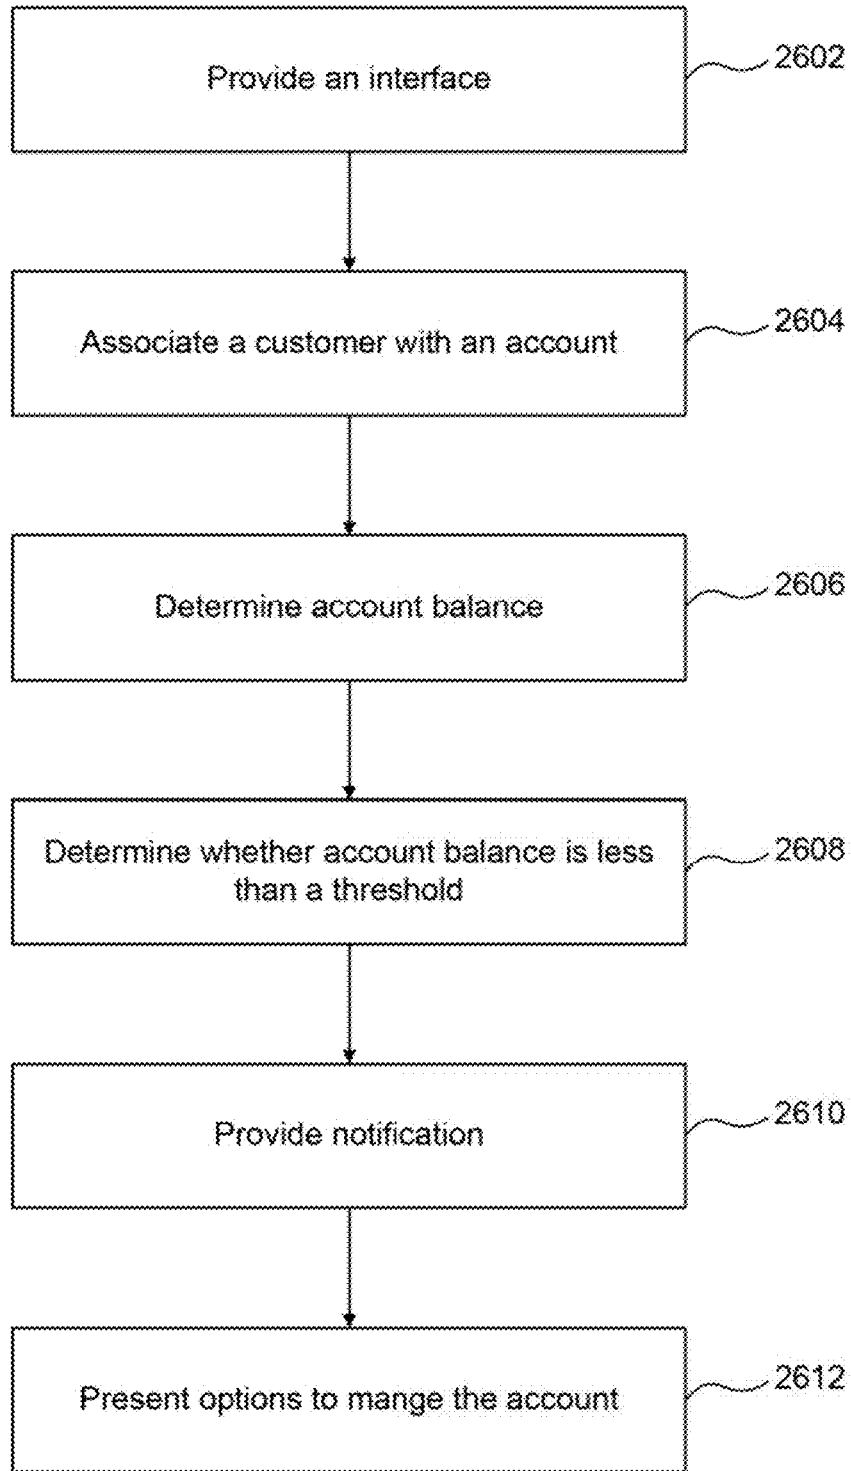 Provide an interface
2602
Associate a customer with an account
2604
Determine account balance
2606
Determine whether account balance is less
than a threshold
2608
Provide notification
2610
Present options to mange the account
2612